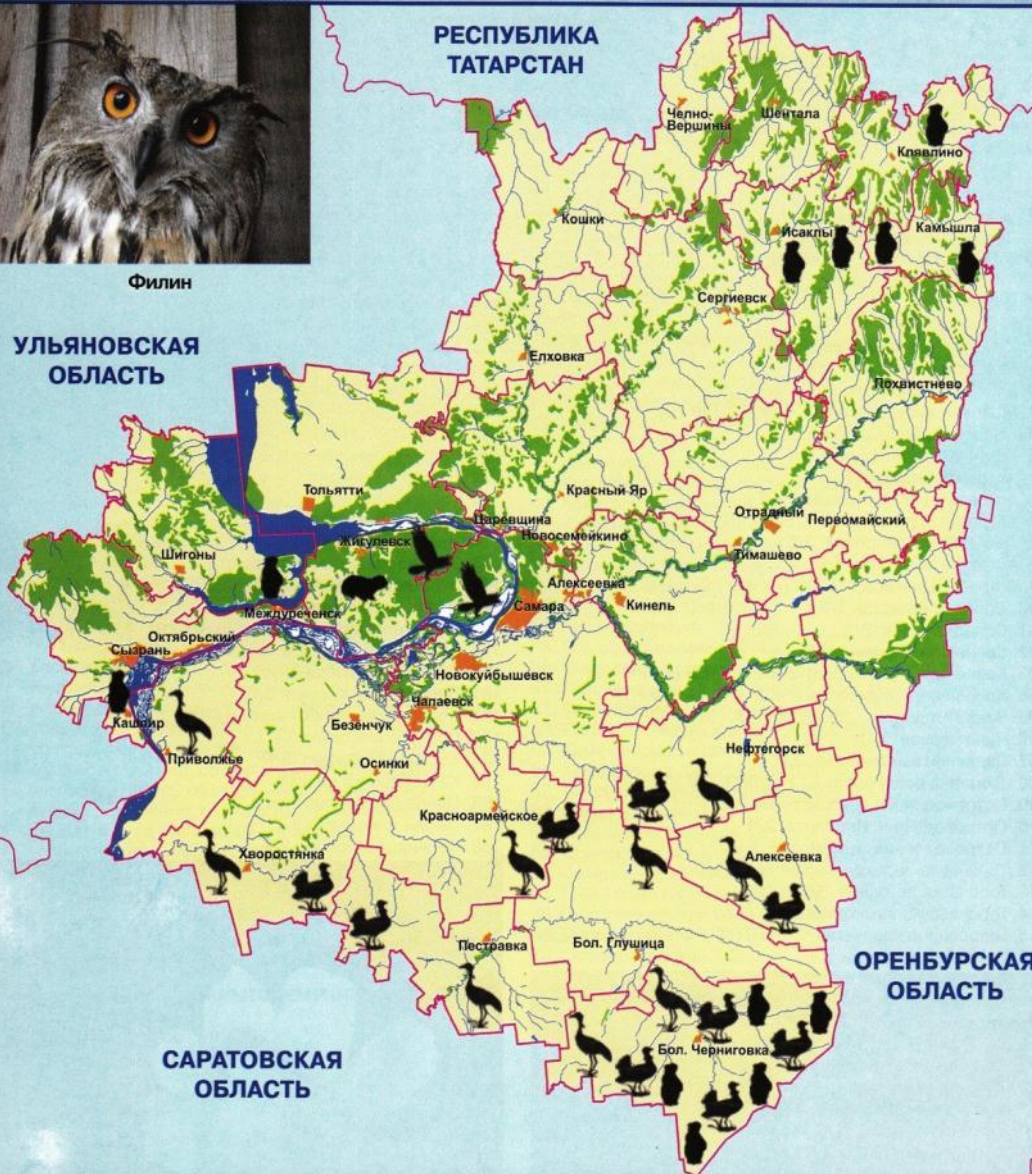 РЕСПУБЛИКА
ТАТАРСТАН
Филин
УЛЬЯНОВСКАЯ
ОБЛАСТЬ
Челно-
Вершины
Шентала
Клявлино
Кошки
Исаклы
Камышла
Сергиевск
Елховка
Похвистнево
Тольятти
Красный Яр
Царевщина
Отрадный
Первомайский
Жигулевск
Новосемейкино
Тимашево
Шигоны
Алексеевка
Самара
Кинель
Междуреченск
Октябрьский
Сызрань
Новокуйбышевск
Чапаевск
Кашпир
Безенчук
Приволжье
Осинки
Нефтегорск
Красноармейское
Хворостянка
Алексеевка
Пестравка
Бол. Глушица
ОРЕНБУРСКАЯ
ОБЛАСТЬ
САРАТОВСКАЯ
ОБЛАСТЬ
Бол. Черниговка